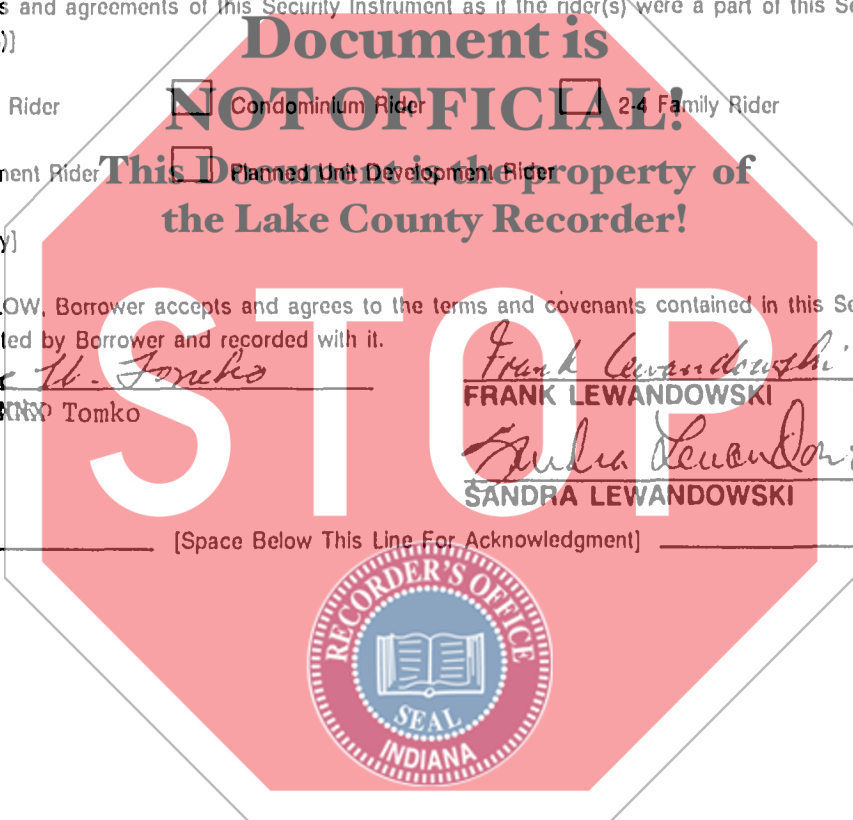 s and agreements of this Security Instrument as if the rider(s) were a part of this Se
)]
Document is
Rider Condominium Rider 2-4 Family Rider
NOT OFFICIAL!
nent Rider Planned Unit Development Rider
This Document is the property of
the Lake County Recorder!
y]
LOW, Borrower accepts and agrees to the terms and covenants contained in this Se
ted by Borrower and recorded with it.
STOP
Tomko
Frank Lewandowski
Tomko
FRANK LEWANDOWSKI
Sandra Lewandow
SANDRA LEWANDOWSKI
[Space Below This Line For Acknowledgment]
RECORDER'S OFFICE
SEAL
INDIANA